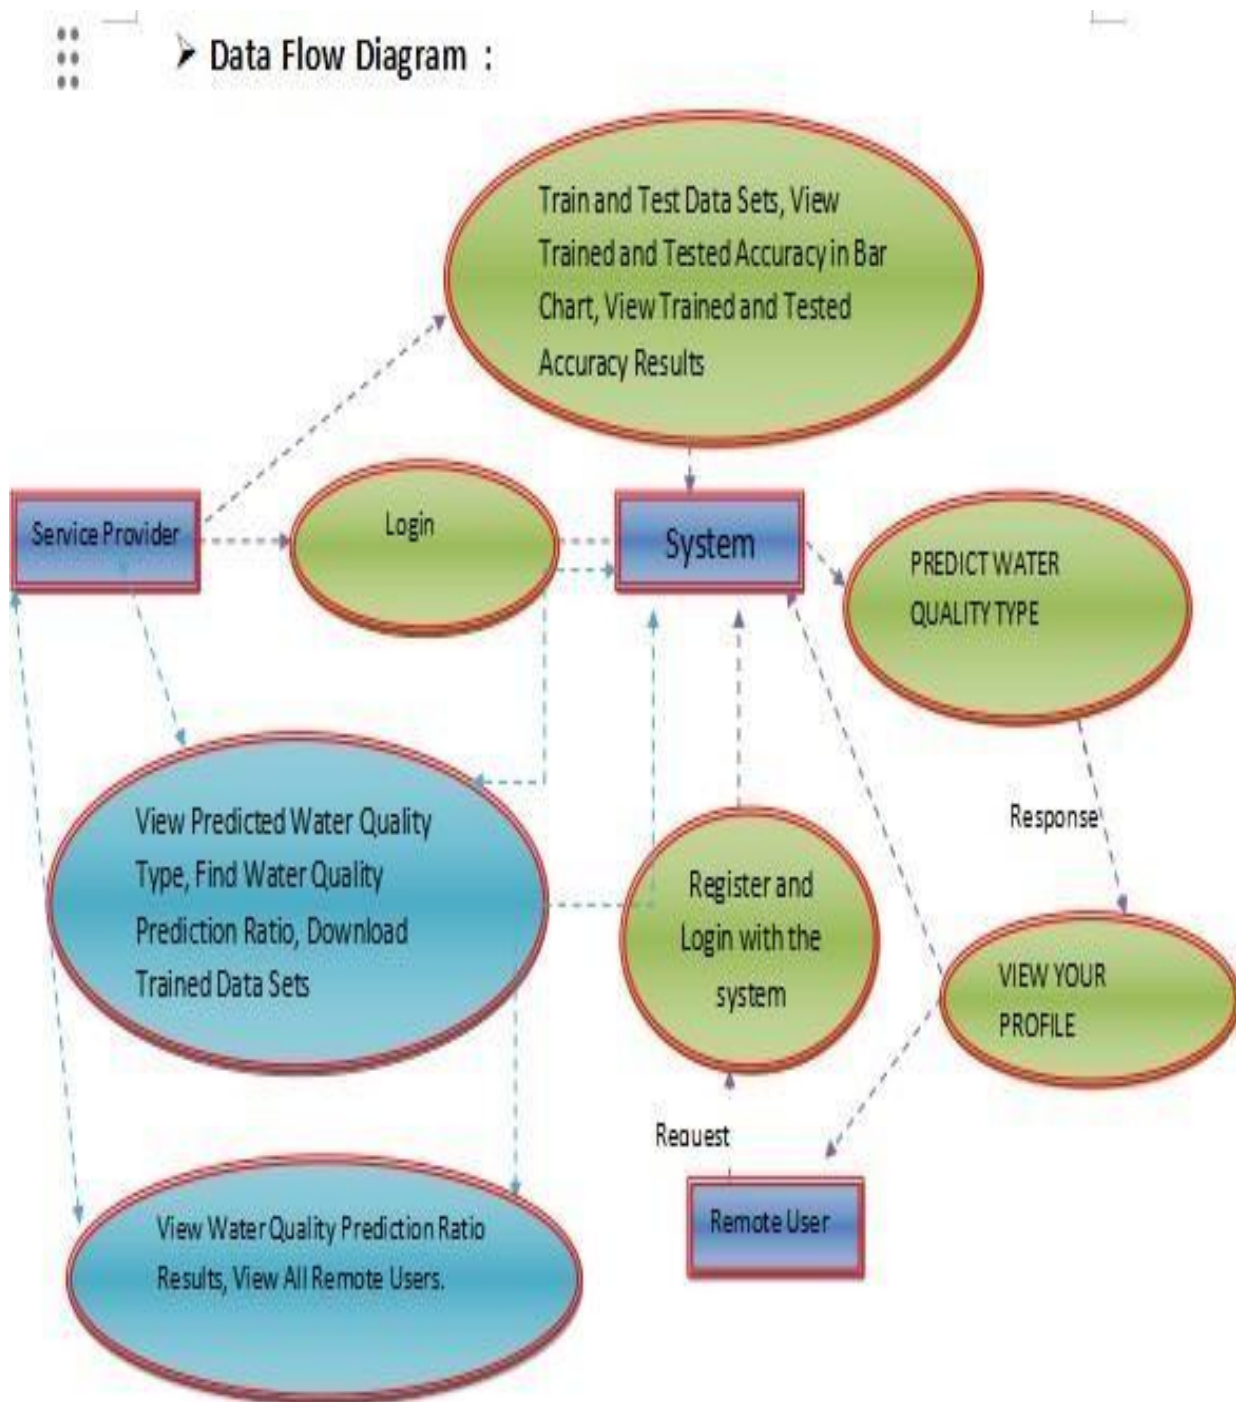 Data Flow Diagram :
Train and Test Data Sets, View
Trained and Tested Accuracy in Bar
Chart, View Trained and Tested
Accuracy Results
Service Provider
Login
System
PREDICT WATER
QUALITY TYPE
View Predicted Water Quality
Type, Find Water Quality
Prediction Ratio, Download
Trained Data Sets
Response
Register and
Login with the
system
VIEW YOUR
PROFILE
Request
Remote User
View Water Quality Prediction Ratio
Results, View All Remote Users.